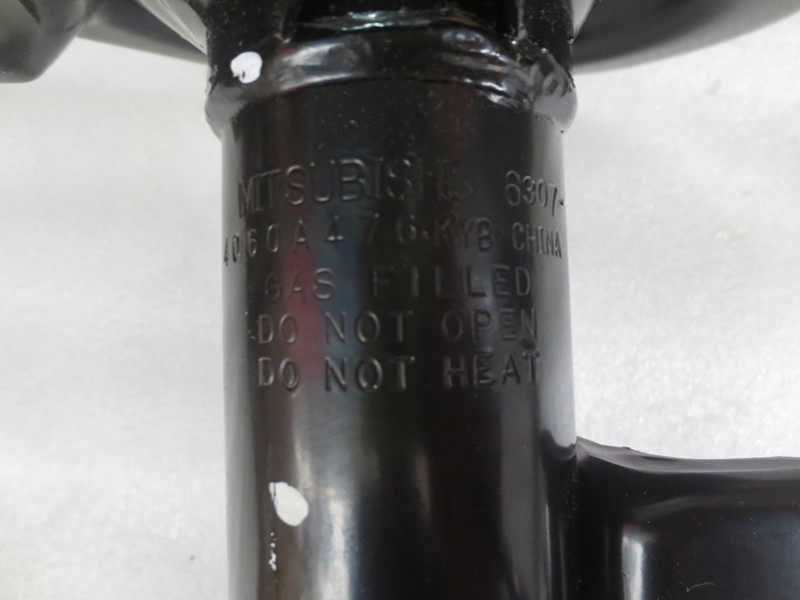 MITSUBISHI 6307-
4060A476 KYB CHINA
GAS FILLED
DO NOT OPEN
DO NOT HEAT